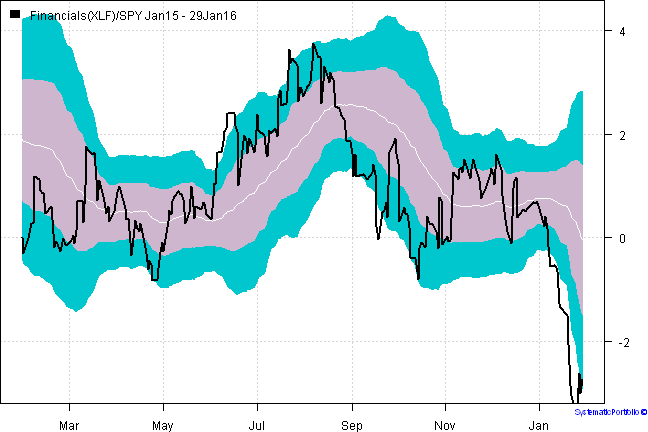 Financials(XLF)/SPY Jan15 - 29Jan16
4
2
0
-2
SystematicPortfolio ©
Mar May Jul Sep Nov Jan